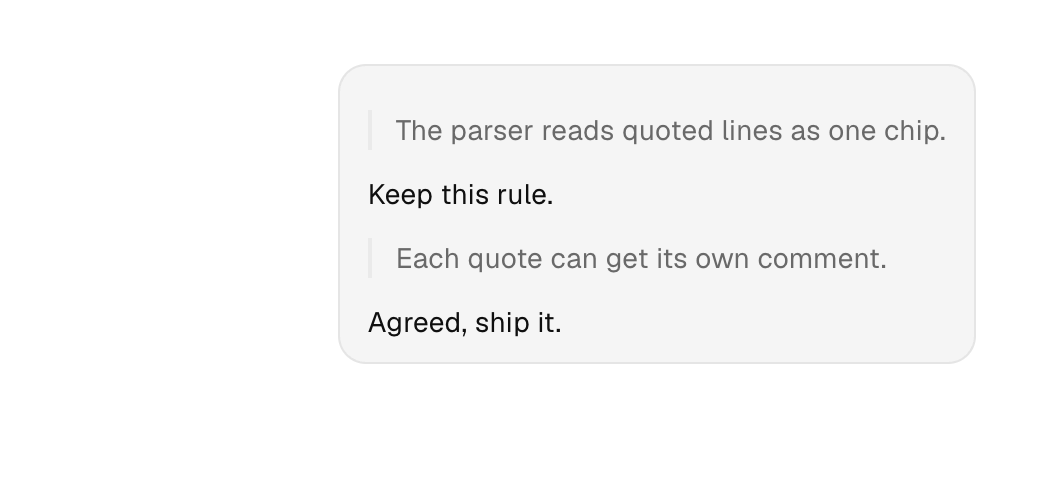 The parser reads quoted lines as one chip.
Keep this rule.
Each quote can get its own comment.
Agreed, ship it.